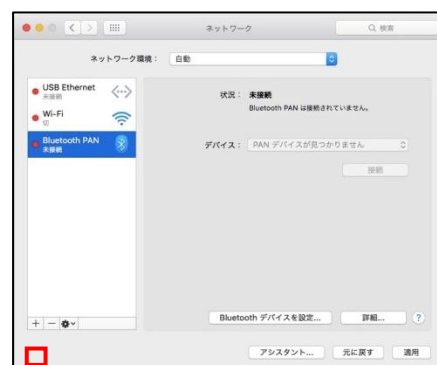 ネットワーク
検索
ネットワーク環境： 自動
USB Ethernet
未接続
Wi-Fi
切
Bluetooth PAN
未接続
状況： 未接続
Bluetooth PAN は接続されていません。
デバイス： PAN デバイスが見つかりません
接続
Bluetooth デバイスを設定... 詳細... ?
アシスタント... 元に戻す 適用